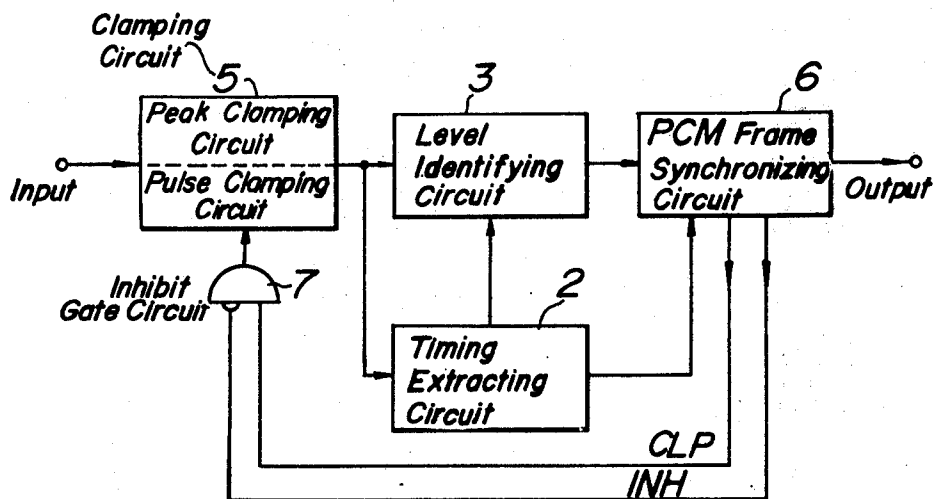 Clamping
Circuit
5
Peak Clamping
Circuit
Pulse Clamping
Circuit
Input
3
Level
Identifying
Circuit
6
PCM Frame
Synchronizing
Circuit
Output
Inhibit
Gate Circuit
7
2
Timing
Extracting
Circuit
CLP
INH